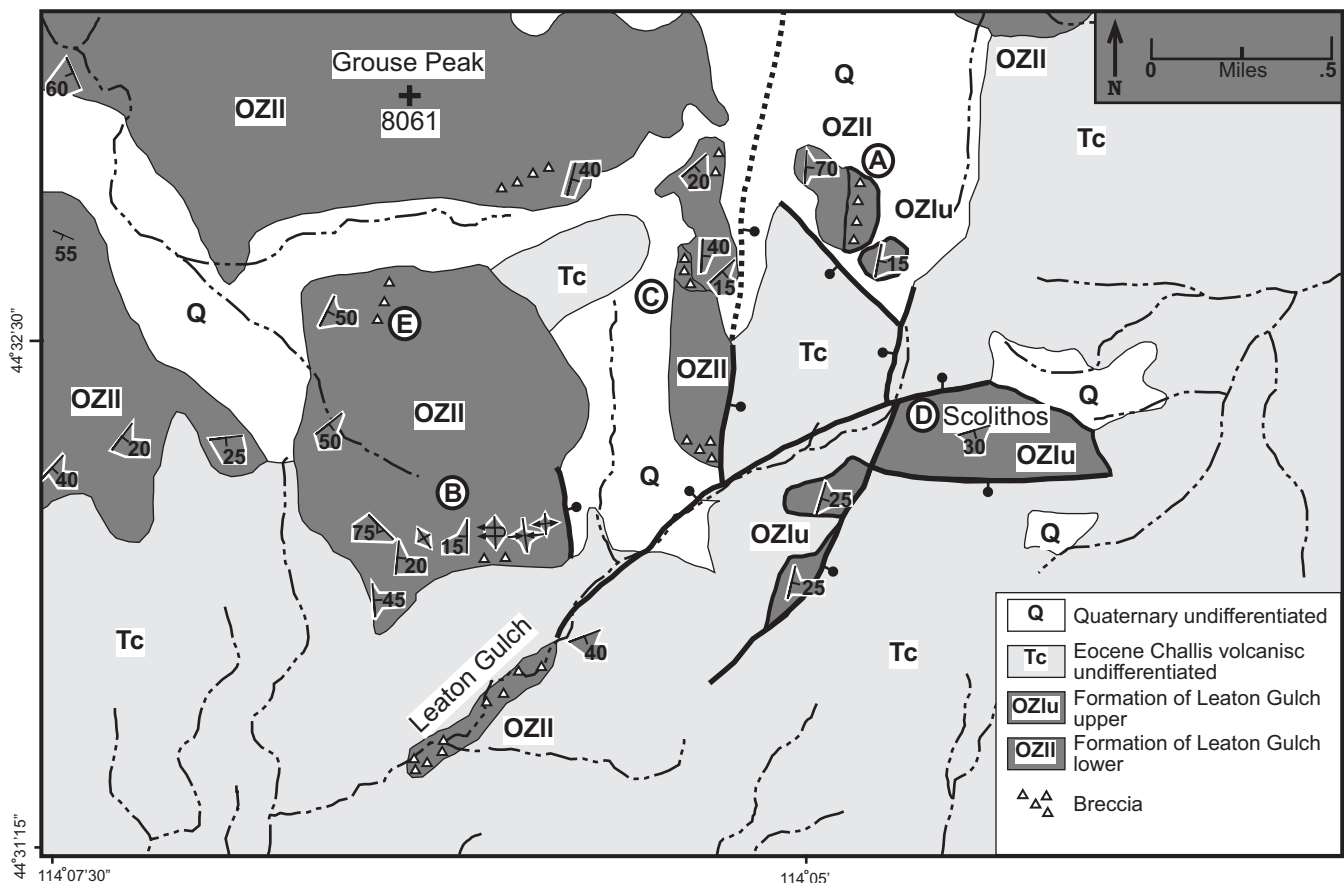 Grouse Peak
8061
OZll
60
OZll
N
0
Miles
.5
Q
Tc
OZll
A
70
40
20
OZlu
55
40
15
15
Tc
C
Q
50
E
44°32'30"
Tc
OZll
OZll
OZll
Q
D
Scolithos
30
OZlu
20
50
25
40
B
Q
25
OZlu
Q
75
15
20
25
45
Tc
Tc
40
Leaton Gulch
OZll
Q
Quaternary undifferentiated
Tc
Eocene Challis volcanisc
undifferentiated
OZlu
Formation of Leaton Gulch
upper
OZll
Formation of Leaton Gulch
lower
Breccia
44°31'15"
114°07'30"
114°05'